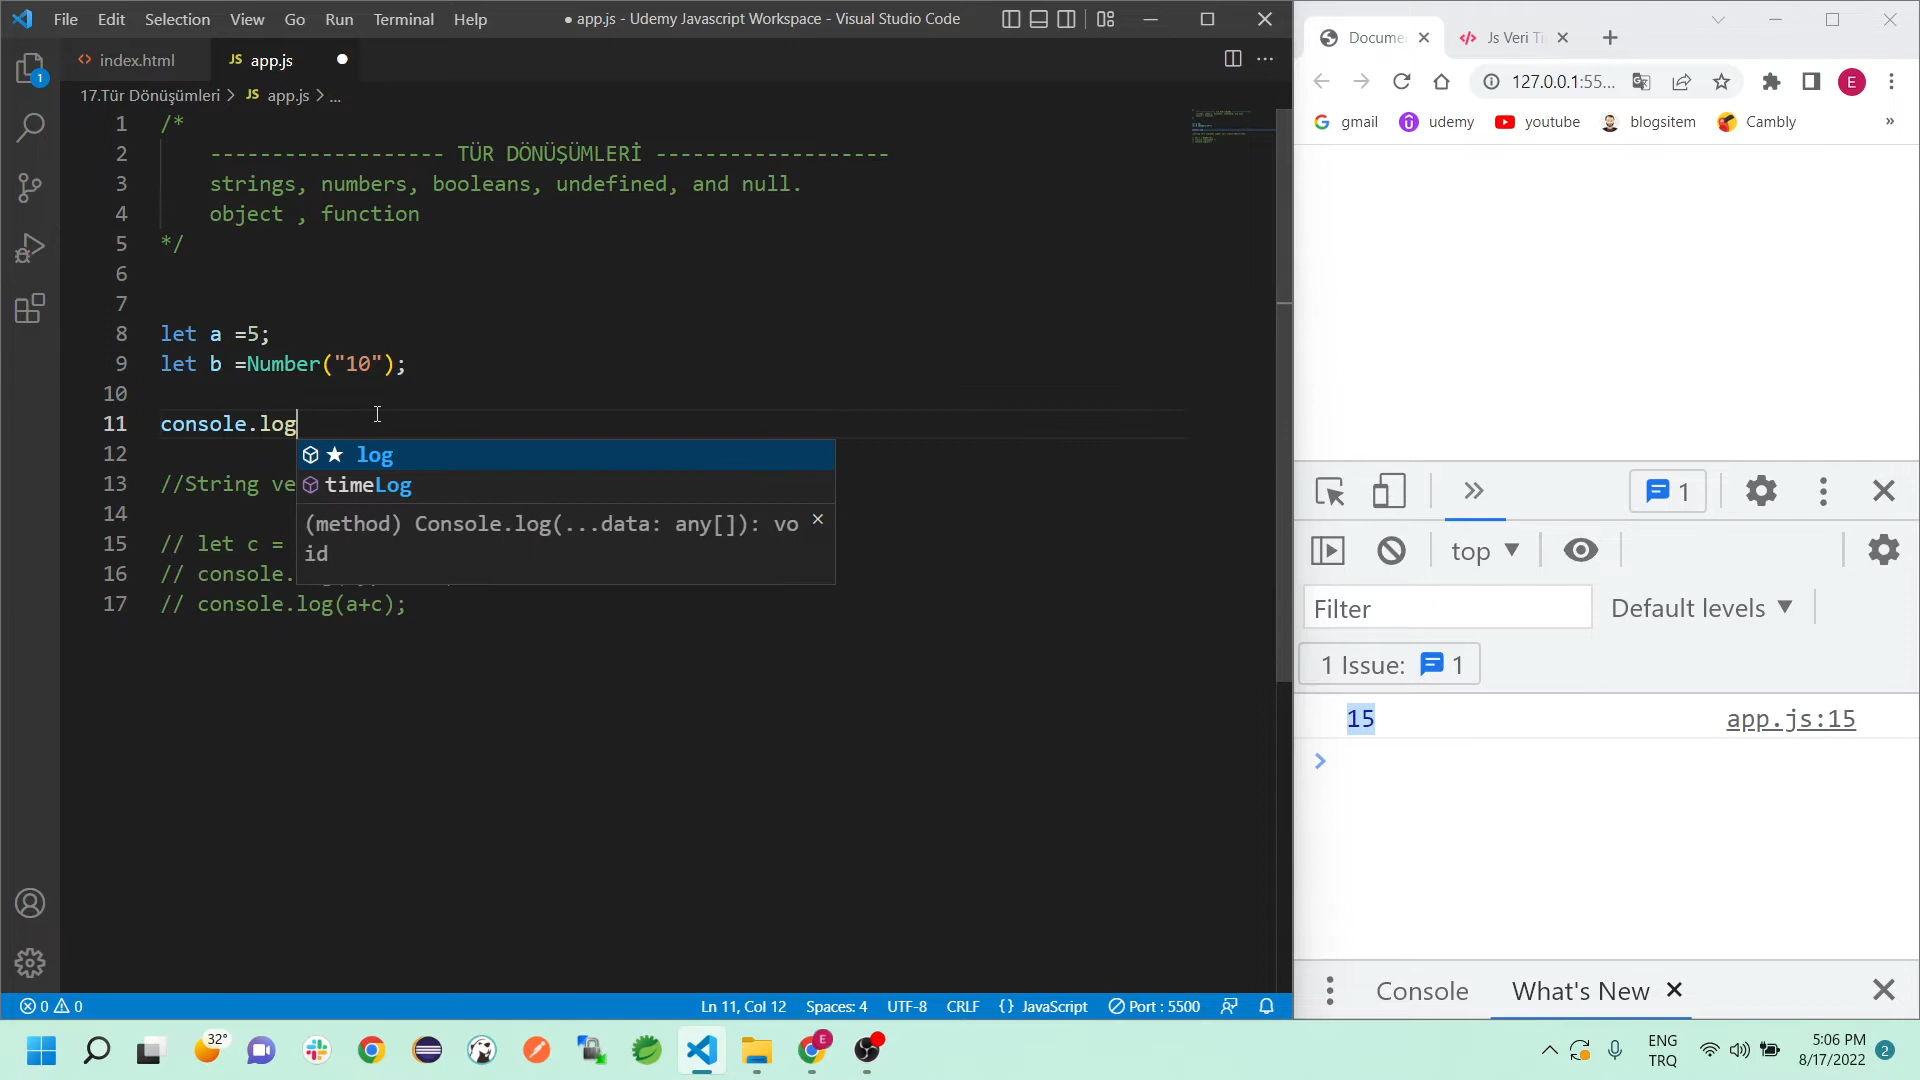 File Edit Selection View Go Run Terminal Help
● app.js - Udemy Javascript Workspace - Visual Studio Code
index.html
JS app.js
17.Tür Dönüşümleri > JS app.js > ...
1 /*
2 ------------------- TÜR DÖNÜŞÜMLERİ -------------------
3 strings, numbers, booleans, undefined, and null.
4 object , function
5 */
6
7
8 let a =5;
9 let b =Number("10");
10
11 console.log
12
13 //String ve
14
15 // let c =
16 // console.
17 // console.log(a+c);
log
timeLog
(method) Console.log(...data: any[]): vo
id
1
0 0
Ln 11, Col 12 Spaces: 4 UTF-8 CRLF {} JavaScript Port : 5500
Docume
Js Veri Ti
127.0.0.1:55...
E
gmail udemy youtube blogsitem Cambly »
1
top
Filter
Default levels
1 Issue: 1
15 app.js:15
Console What's New
32°
E
ENG
TRQ
5:06 PM
8/17/2022
2